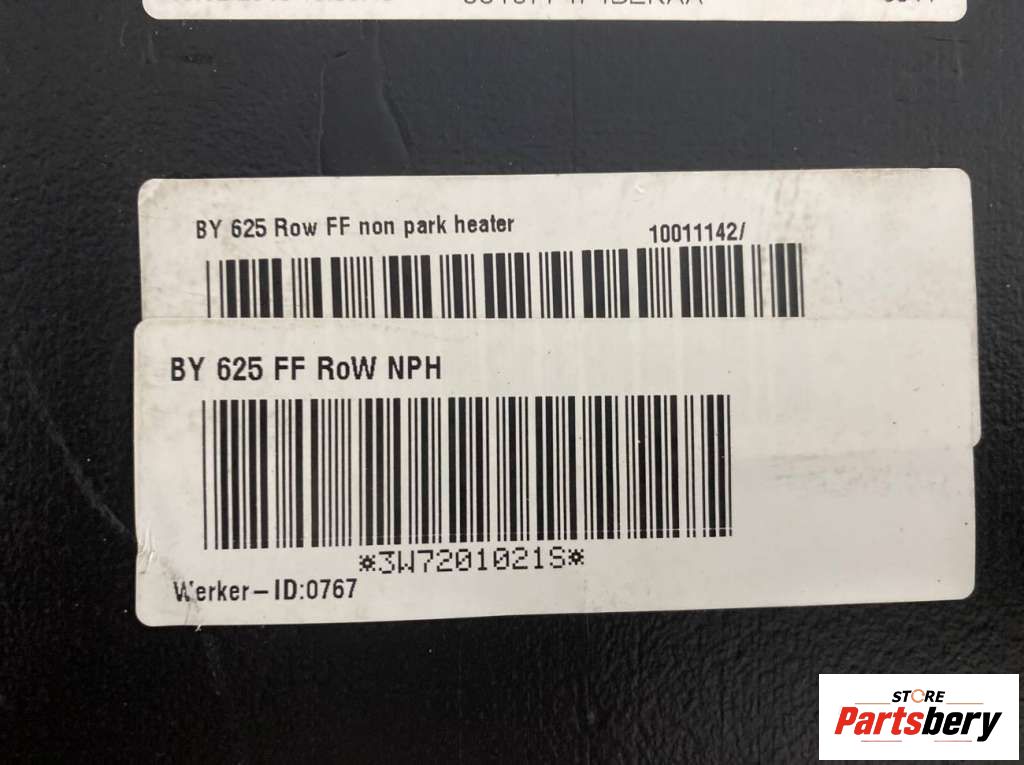 BY 625 Row FF non park heater
10011142/
BY 625 FF RoW NPH
*3W7201021S*
Werker-ID:0767
STORE
Partsbery